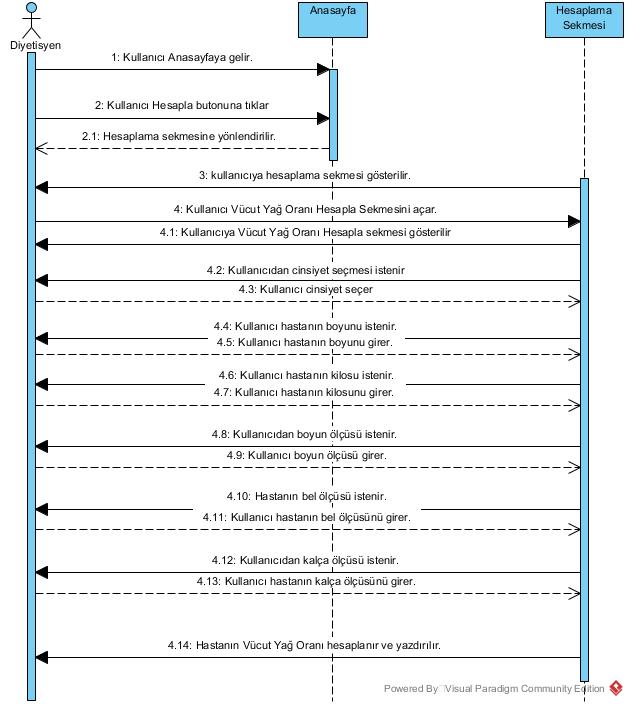 Diyetisyen
Anasayfa
Hesaplama
Sekmesi
1: Kullanıcı Anasayfaya gelir.
2: Kullanıcı Hesapla butonuna tıklar
2.1: Hesaplama sekmesine yönlendirilir.
3: kullanıcıya hesaplama sekmesi gösterilir.
4: Kullanıcı Vücut Yağ Oranı Hesapla Sekmesini açar.
4.1: Kullanıcıya Vücut Yağ Oranı Hesapla sekmesi gösterilir
4.2: Kullanıcıdan cinsiyet seçmesi istenir
4.3: Kullanıcı cinsiyet seçer
4.4: Kullanıcı hastanın boyunu istenir.
4.5: Kullanıcı hastanın boyunu girer.
4.6: Kullanıcı hastanın kilosu istenir.
4.7: Kullanıcı hastanın kilosunu girer.
4.8: Kullanıcıdan boyun ölçüsü istenir.
4.9: Kullanıcı boyun ölçüsü girer.
4.10: Hastanın bel ölçüsü istenir.
4.11: Kullanıcı hastanın bel ölçüsünü girer.
4.12: Kullanıcıdan kalça ölçüsü istenir.
4.13: Kullanıcı hastanın kalça ölçüsünü girer.
4.14: Hastanın Vücut Yağ Oranı hesaplanır ve yazdırılır.
Powered By Visual Paradigm Community Edition